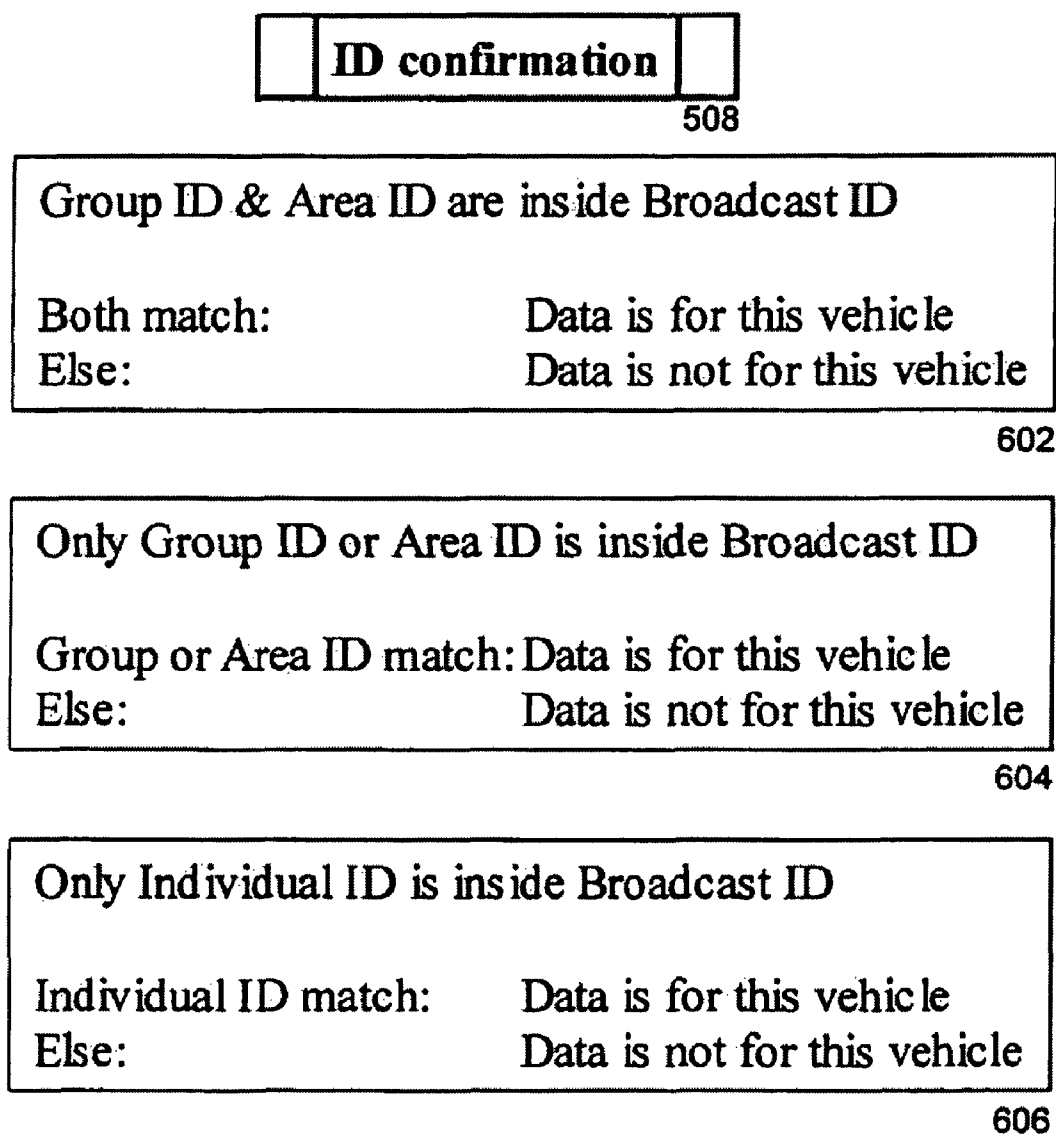 ID confirmation
508
Group ID & Area ID are inside Broadcast ID
Both match: Data is for this vehicle
Else: Data is not for this vehicle
602
Only Group ID or Area ID is inside Broadcast ID
Group or Area ID match: Data is for this vehicle
Else: Data is not for this vehicle
604
Only Individual ID is inside Broadcast ID
Individual ID match: Data is for this vehicle
Else: Data is not for this vehicle
606